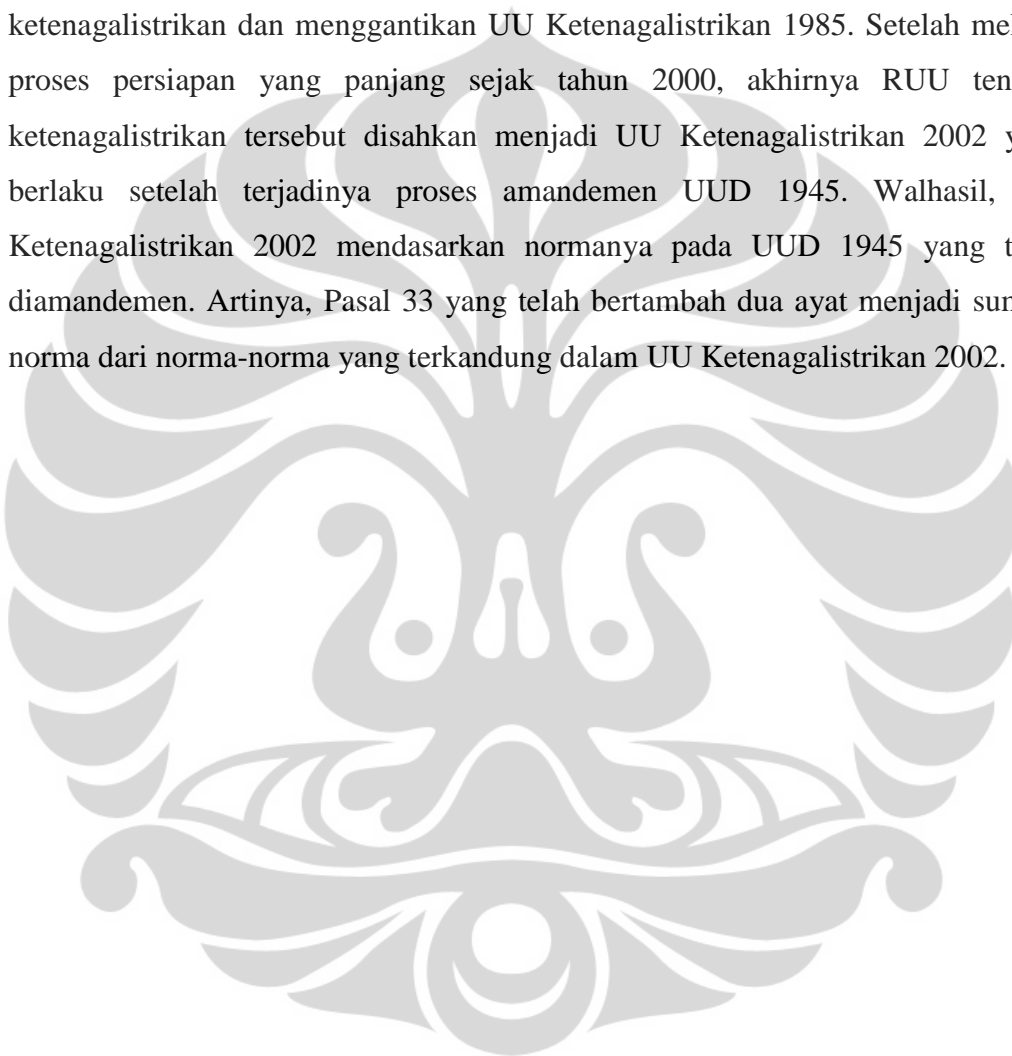 ketenagalistrikan dan menggantikan UU Ketenagalistrikan 1985. Setelah
proses persiapan yang panjang sejak tahun 2000, akhirnya RUU
ketenagalistrikan tersebut disahkan menjadi UU Ketenagalistrikan 2002
berlaku setelah terjadinya proses amandemen UUD 1945. Walhasil,
Ketenagalistrikan 2002 mendasarkan normanya pada UUD 1945 yang
diamandemen. Artinya, Pasal 33 yang telah bertambah dua ayat menjadi
norma dari norma-norma yang terkandung dalam UU Ketenagalistrikan 2002.